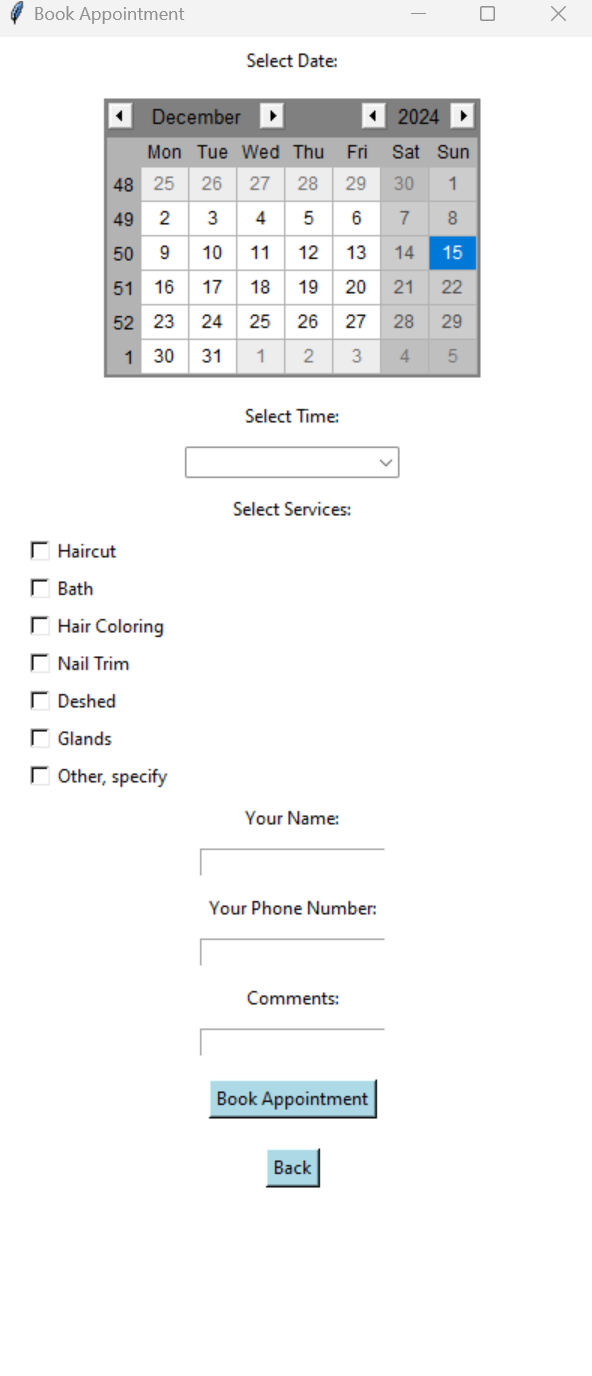 Book Appointment
Select Date:
December 2024
Mon Tue Wed Thu Fri Sat Sun
48 25 26 27 28 29 30 1
49 2 3 4 5 6 7 8
50 9 10 11 12 13 14 15
51 16 17 18 19 20 21 22
52 23 24 25 26 27 28 29
1 30 31 1 2 3 4 5
Select Time:
Select Services:
Haircut
Bath
Hair Coloring
Nail Trim
Deshed
Glands
Other, specify
Your Name:
Your Phone Number:
Comments:
Book Appointment
Back